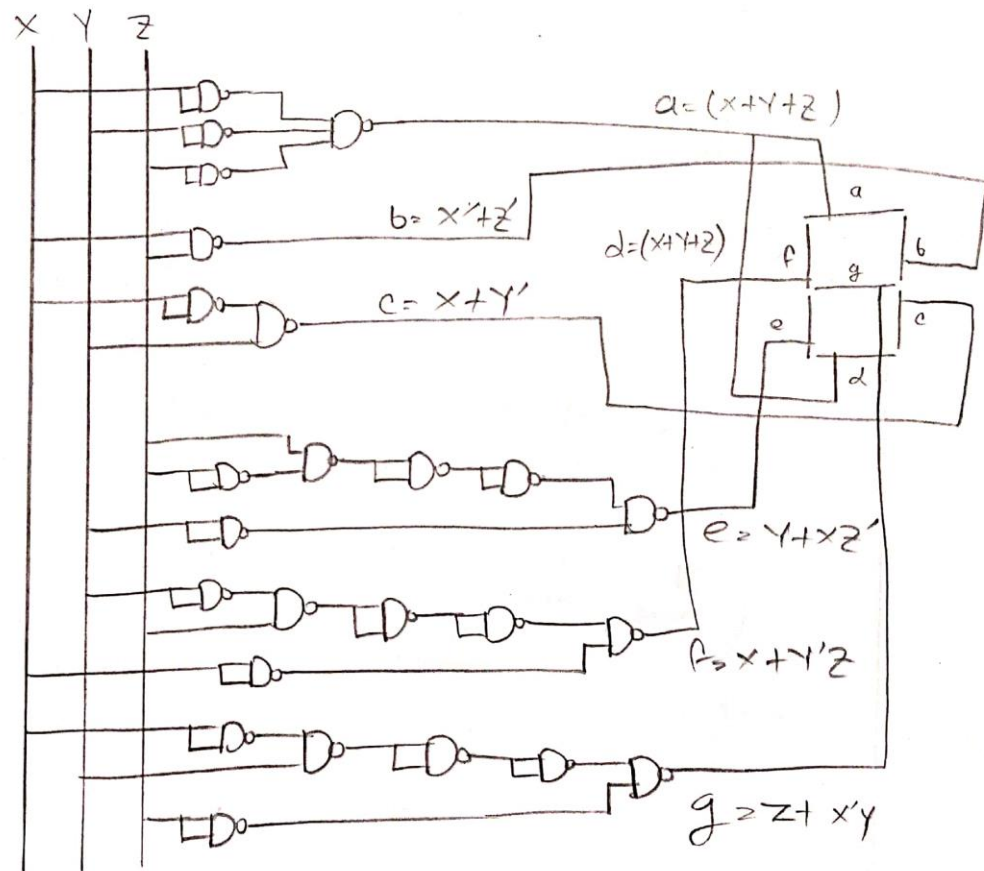 X Y Z
a=(X+Y+Z)
a
b= X'+Z'
d=(X+Y+Z)
f
b
g
c= X+Y'
e
c
d
e= Y+XZ'
f= X+Y'Z
g=Z+ X'Y